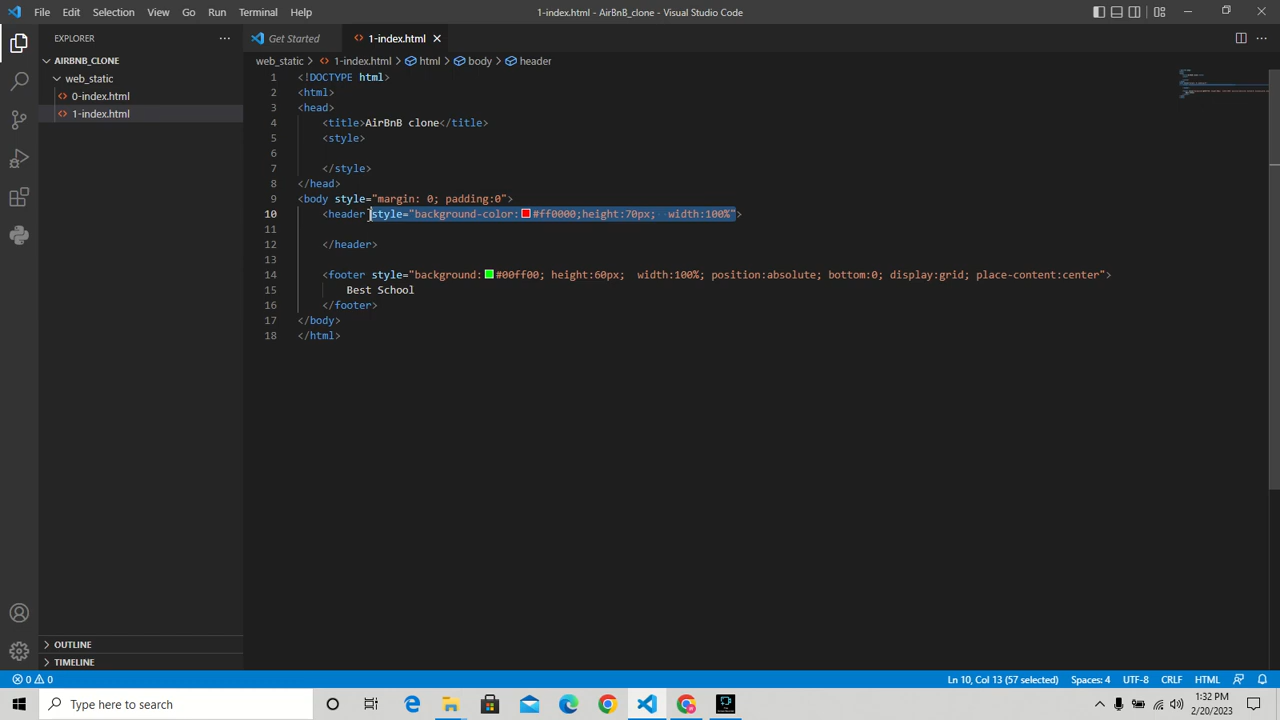 File Edit Selection View Go Run Terminal Help
1-index.html - AirBnB_clone - Visual Studio Code
EXPLORER
Get Started
1-index.html
AIRBNB_CLONE
web_static > 1-index.html > html > body > header
web_static
0-index.html
1-index.html
1 <!DOCTYPE html>
2 <html>
3 <head>
4 <title>AirBnB clone</title>
5 <style>
6
7 </style>
8 </head>
9 <body style="margin: 0; padding:0">
10 <header style="background-color:#ff0000;height:70px; width:100%">
11
12 </header>
13
14 <footer style="background:#00ff00; height:60px; width:100%; position:absolute; bottom:0; display:grid; place-content:center">
15 Best School
16 </footer>
17 </body>
18 </html>
OUTLINE
TIMELINE
0 0
Ln 10, Col 13 (57 selected) Spaces: 4 UTF-8 CRLF HTML
Type here to search
1:32 PM
2/20/2023